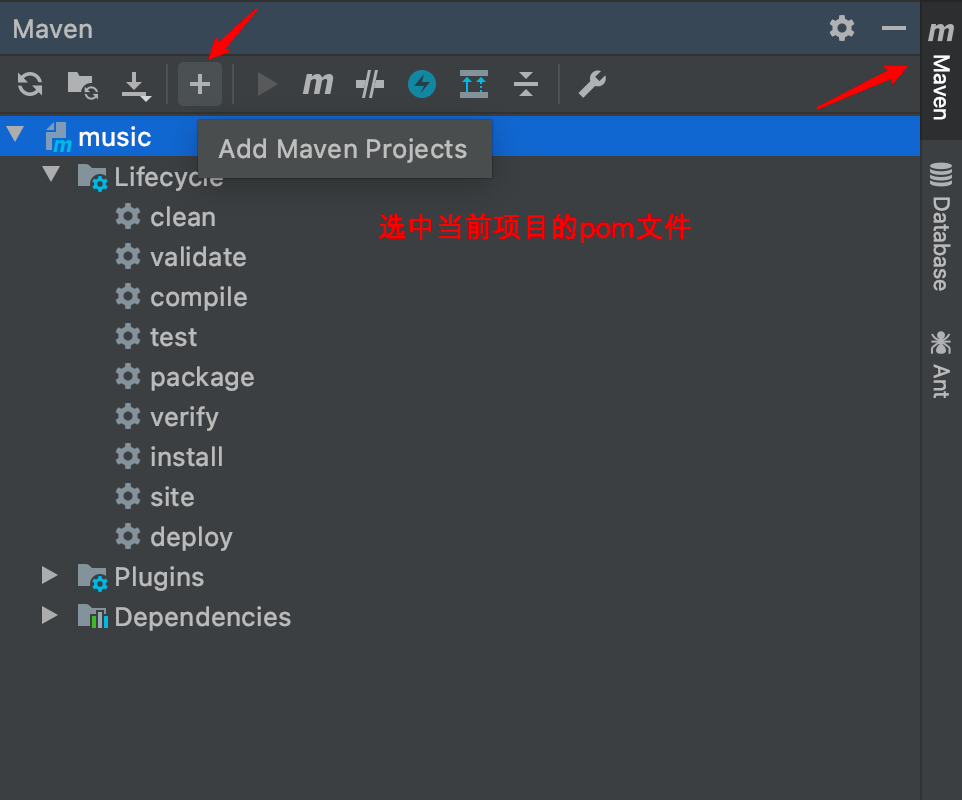 Maven
m
Maven
m
music
Add Maven Projects
Lifecycle
clean
选中当前项目的pom文件
validate
Database
compile
test
Ant
package
verify
install
site
deploy
Plugins
Dependencies